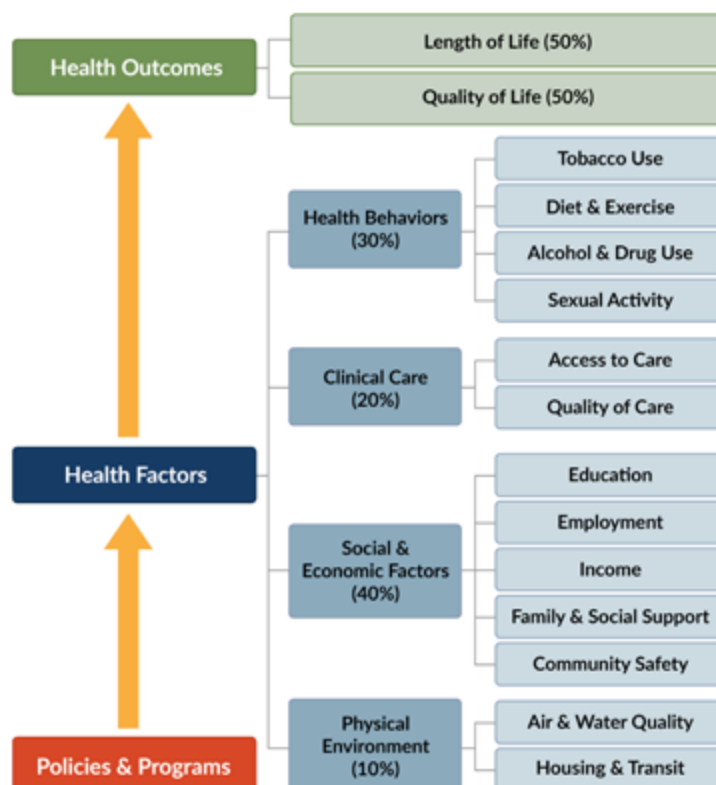 Health Outcomes
Length of Life (50%)
Quality of Life (50%)
Health Factors
Health Behaviors
(30%)
Tobacco Use
Diet & Exercise
Alcohol & Drug Use
Sexual Activity
Clinical Care
(20%)
Access to Care
Quality of Care
Social &
Economic Factors
(40%)
Education
Employment
Income
Family & Social Support
Community Safety
Physical
Environment
(10%)
Air & Water Quality
Housing & Transit
Policies & Programs